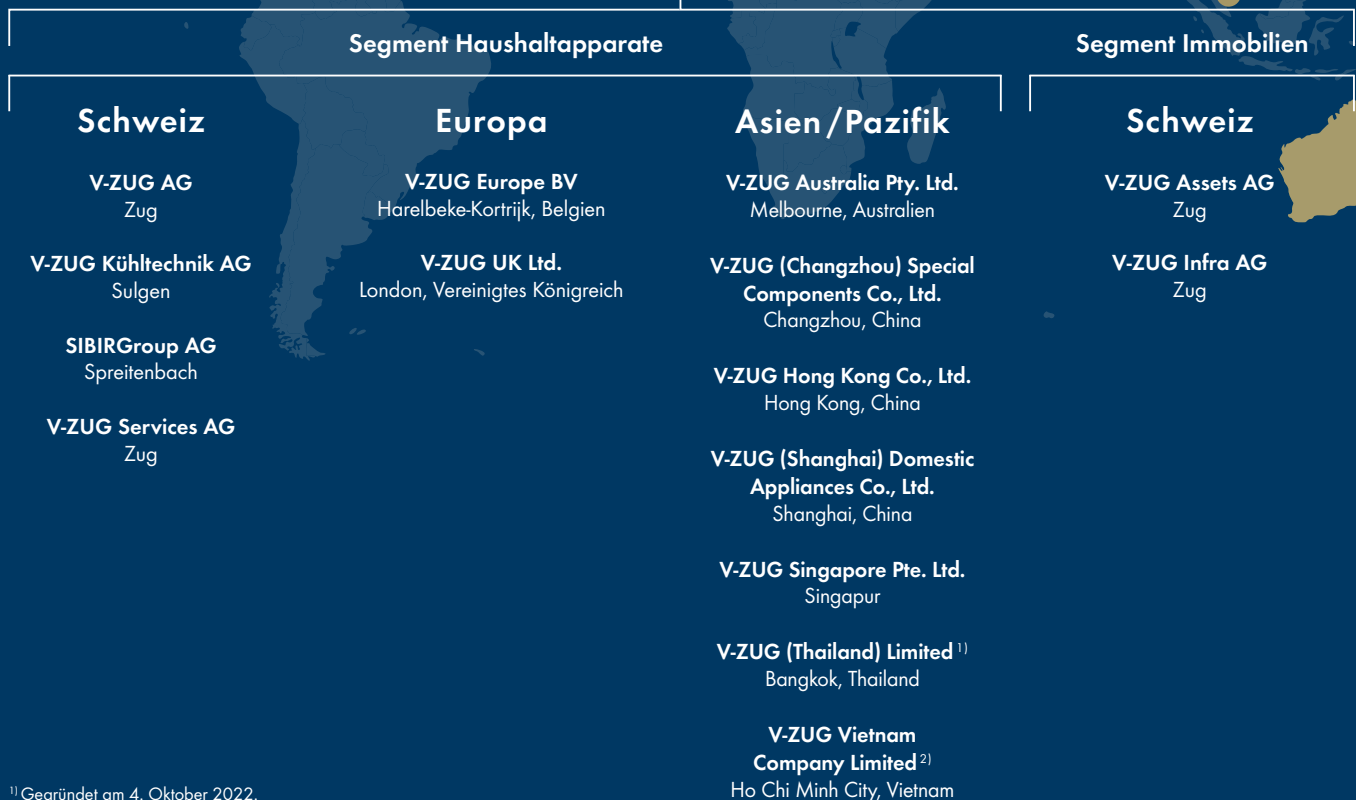 Segment Haushaltapparate
Segment Immobilien
Schweiz
V-ZUG AG
Zug
V-ZUG Kühltechnik AG
Sulgen
SIBIRGroup AG
Spreitenbach
V-ZUG Services AG
Zug
Europa
V-ZUG Europe BV
Harelbeke-Kortrijk, Belgien
V-ZUG UK Ltd.
London, Vereinigtes Königreich
Asien/Pazifik
V-ZUG Australia Pty. Ltd.
Melbourne, Australien
V-ZUG (Changzhou) Special
Components Co., Ltd.
Changzhou, China
V-ZUG Hong Kong Co., Ltd.
Hong Kong, China
V-ZUG (Shanghai) Domestic
Appliances Co., Ltd.
Shanghai, China
V-ZUG Singapore Pte. Ltd.
Singapur
V-ZUG (Thailand) Limited 1)
Bangkok, Thailand
V-ZUG Vietnam
Company Limited 2)
Ho Chi Minh City, Vietnam
Schweiz
V-ZUG Assets AG
Zug
V-ZUG Infra AG
Zug
1) Gegründet am 4. Oktober 2022.